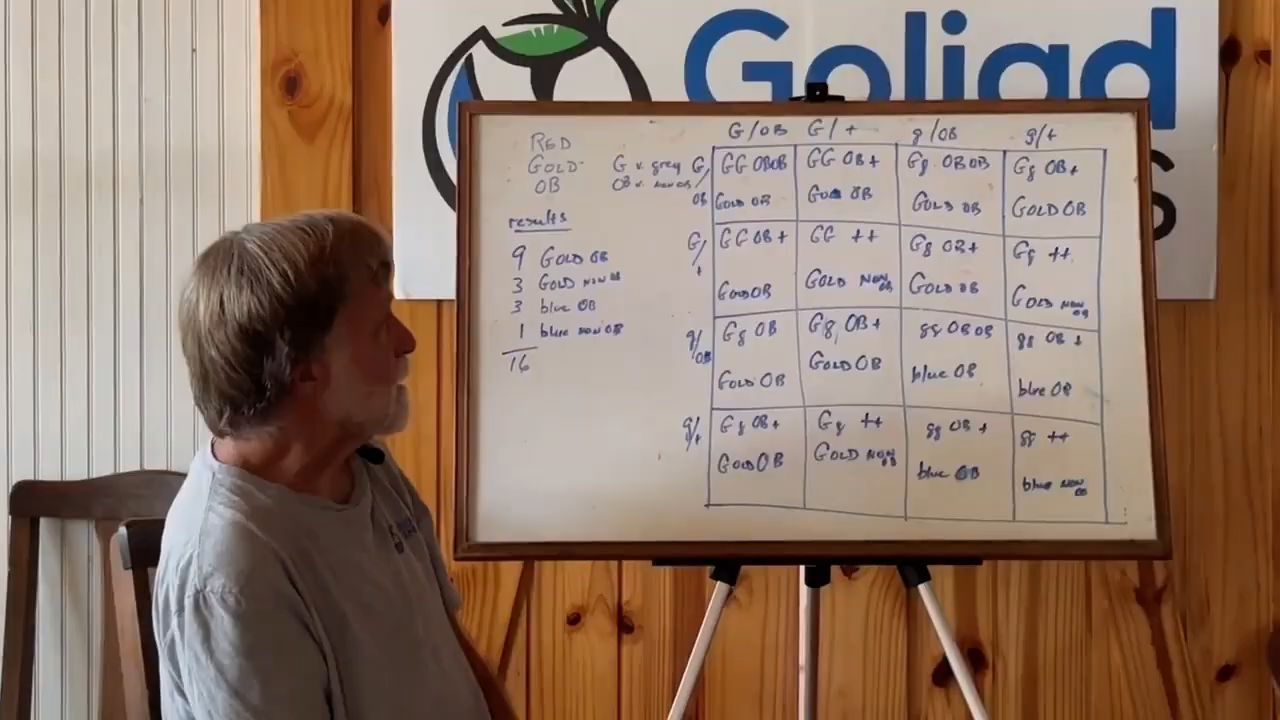 Goliad
S
RED
GOLD
OB
G v. grey
OB v. non OB
results
9 GOLD OB
3 GOLD NON OB
3 blue OB
1 blue NON OB
16
G/OB G/+ g/OB g/+
G/OB GG OBOB GG OB+ Gg OBOB Gg OB+
GOLD OB GOLD OB GOLD OB GOLD OB
G/+ GG OB+ GG ++ Gg OB+ Gg ++
GOLD OB GOLD NON OB GOLD OB GOLD NON OB
g/OB Gg OB Gg OB+ gg OBOB gg OB+
GOLD OB GOLD OB blue OB blue OB
g/+ Gg OB+ Gg ++ gg OB+ gg ++
GOLD OB GOLD NON OB blue OB blue NON OB